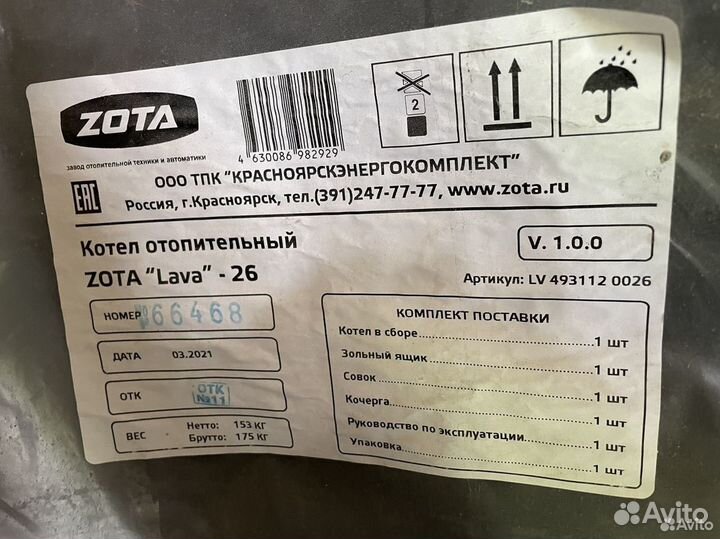 ZOTA
завод отопительной техники и автоматики
4 630086 982929
2
EAC
ООО ТПК "КРАСНОЯРСКЭНЕРГОКОМПЛЕКТ"
Россия, г.Красноярск, тел.(391)247-77-77, www.zota.ru
Котел отопительный
ZOTA "Lava" - 26
V. 1.0.0
Артикул: LV 493112 0026
НОМЕР №66468
ДАТА 03.2021
ОТК ОТК №11
ВЕС Нетто: 153 КГ
Брутто: 175 КГ
КОМПЛЕКТ ПОСТАВКИ
Котел в сборе 1 шт
Зольный ящик 1 шт
Совок 1 шт
Кочерга 1 шт
Руководство по эксплуатации 1 шт
Упаковка 1 шт
Avito
Avito